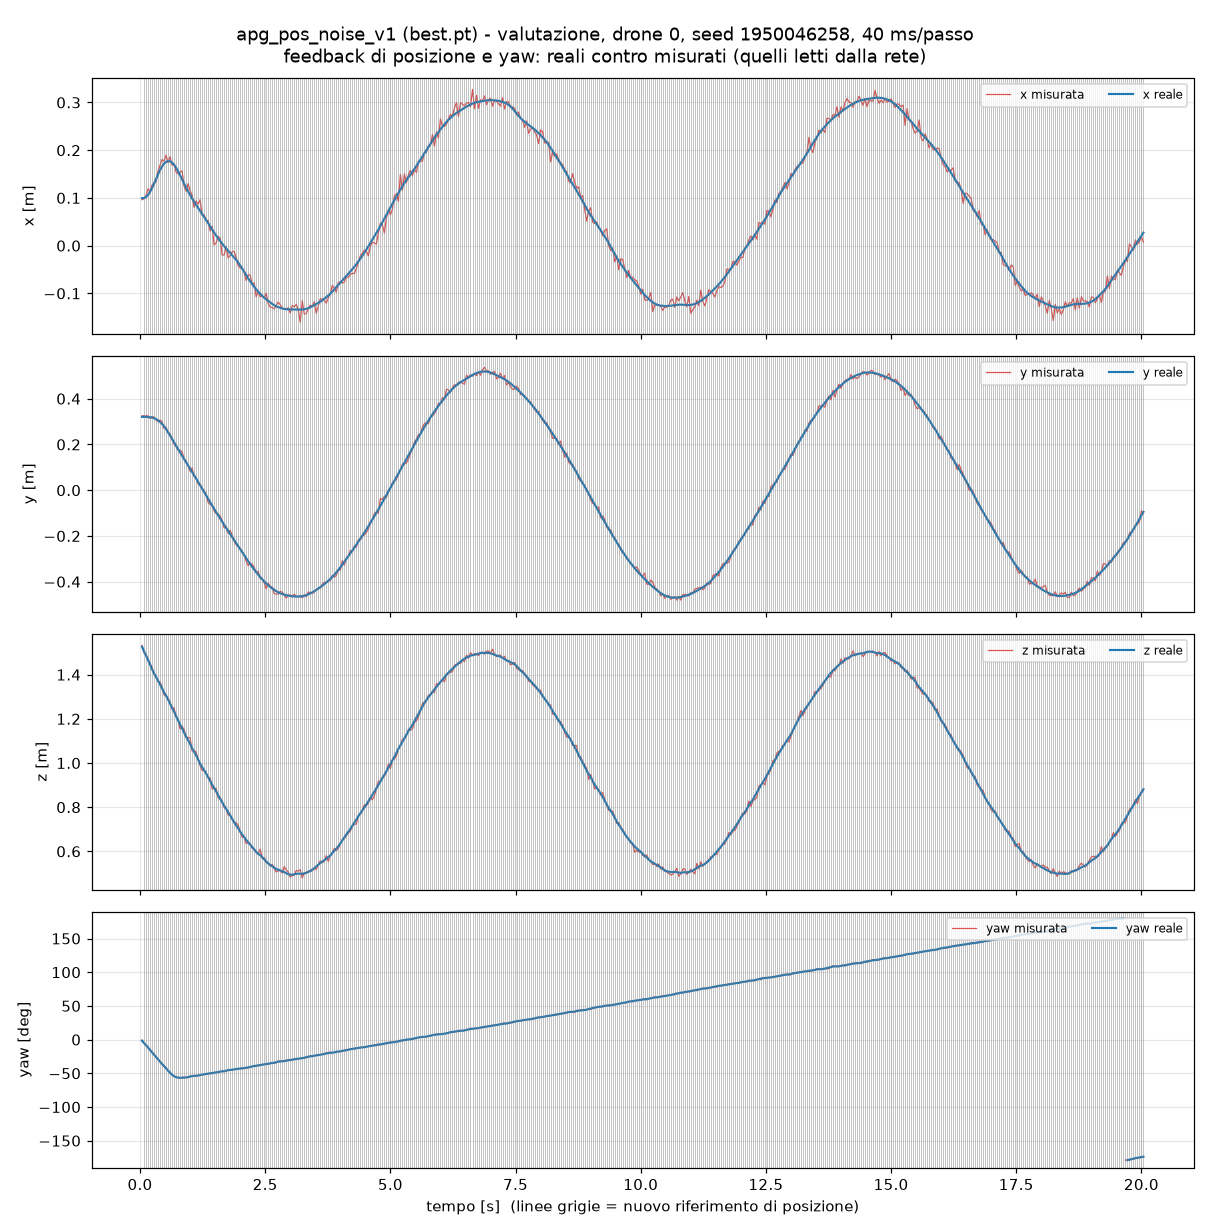 apg_pos_noise_v1 (best.pt) - valutazione, drone 0, seed 1950046258, 40 ms/passo
feedback di posizione e yaw: reali contro misurati (quelli letti dalla rete)
x misurata x reale
0.3
0.2
0.1
0.0
−0.1
x [m]
y misurata y reale
0.4
0.2
0.0
−0.2
−0.4
y [m]
z misurata z reale
1.4
1.2
1.0
0.8
0.6
z [m]
yaw misurata yaw reale
150
100
50
0
−50
−100
−150
yaw [deg]
0.0 2.5 5.0 7.5 10.0 12.5 15.0 17.5 20.0
tempo [s] (linee grigie = nuovo riferimento di posizione)